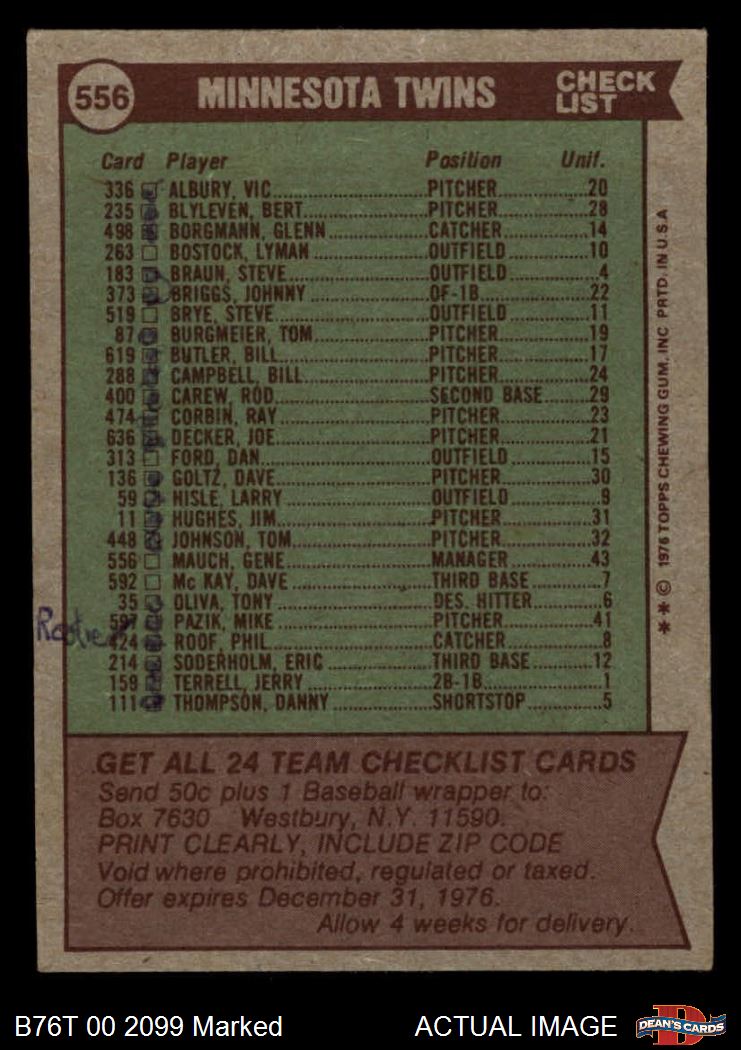 556 MINNESOTA TWINS CHECK LIST
Card Player Position Unif.
336 ALBURY, VIC PITCHER 20
235 BLYLEVEN, BERT PITCHER 28
498 BORGMANN, GLENN CATCHER 14
263 BOSTOCK, LYMAN OUTFIELD 10
183 BRAUN, STEVE OUTFIELD 4
373 BRIGGS, JOHNNY OF-1B 22
519 BRYE, STEVE OUTFIELD 11
87 BURGMEIER, TOM PITCHER 19
619 BUTLER, BILL PITCHER 17
288 CAMPBELL, BILL PITCHER 24
400 CAREW, ROD SECOND BASE 29
474 CORBIN, RAY PITCHER 23
636 DECKER, JOE PITCHER 21
313 FORD, DAN OUTFIELD 15
136 GOLTZ, DAVE PITCHER 30
59 HISLE, LARRY OUTFIELD 9
11 HUGHES, JIM PITCHER 31
448 JOHNSON, TOM PITCHER 32
556 MAUCH, GENE MANAGER 43
592 Mc KAY, DAVE THIRD BASE 7
35 OLIVA, TONY DES. HITTER 6
597 PAZIK, MIKE PITCHER 41
Rookie
424 ROOF, PHIL CATCHER 8
214 SODERHOLM, ERIC THIRD BASE 12
159 TERRELL, JERRY 2B-1B 1
111 THOMPSON, DANNY SHORTSTOP 5
** © 1976 TOPPS CHEWING GUM, INC PRTD. IN U.S.A
GET ALL 24 TEAM CHECKLIST CARDS
Send 50c plus 1 Baseball wrapper to:
Box 7630 Westbury, N.Y. 11590.
PRINT CLEARLY, INCLUDE ZIP CODE
Void where prohibited, regulated or taxed.
Offer expires December 31, 1976.
Allow 4 weeks for delivery.
B76T 00 2099 Marked ACTUAL IMAGE DEAN'S CARDS